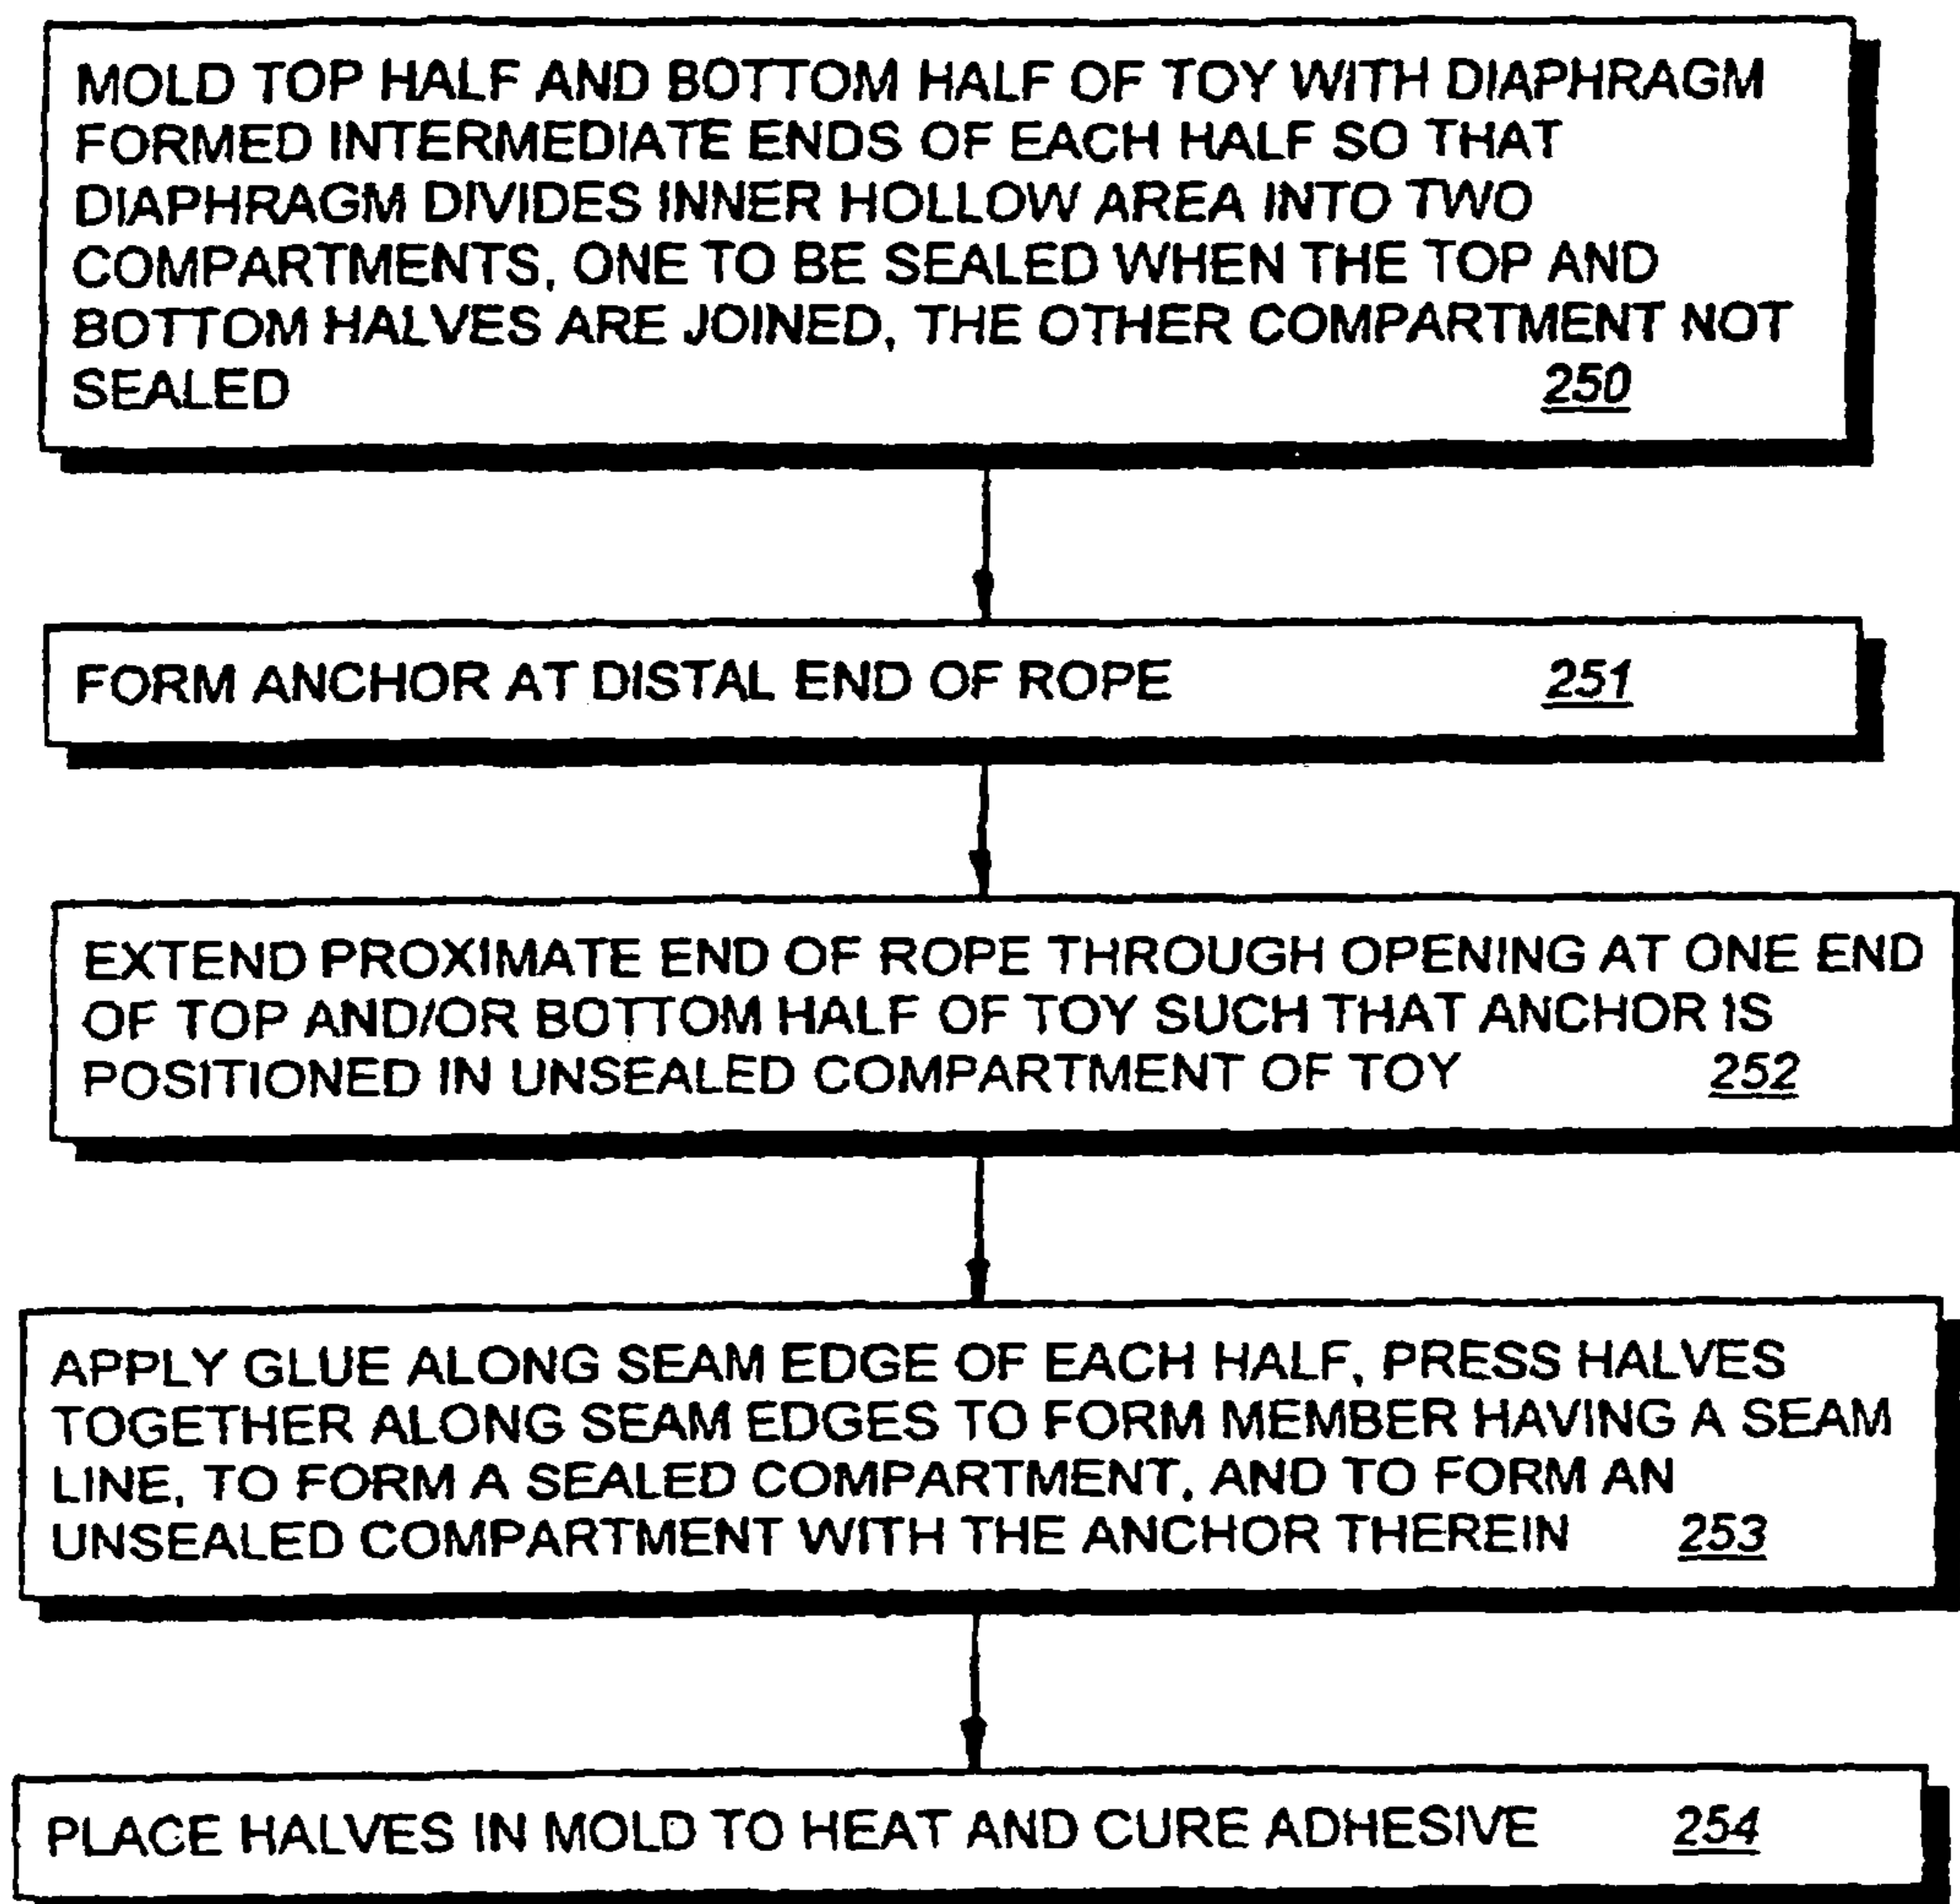 MOLD TOP HALF AND BOTTOM HALF OF TOY WITH DIAPHRAGM
FORMED INTERMEDIATE ENDS OF EACH HALF SO THAT
DIAPHRAGM DIVIDES INNER HOLLOW AREA INTO TWO
COMPARTMENTS, ONE TO BE SEALED WHEN THE TOP AND
BOTTOM HALVES ARE JOINED, THE OTHER COMPARTMENT NOT
SEALED 250
FORM ANCHOR AT DISTAL END OF ROPE 251
EXTEND PROXIMATE END OF ROPE THROUGH OPENING AT ONE END
OF TOP AND/OR BOTTOM HALF OF TOY SUCH THAT ANCHOR IS
POSITIONED IN UNSEALED COMPARTMENT OF TOY 252
APPLY GLUE ALONG SEAM EDGE OF EACH HALF, PRESS HALVES
TOGETHER ALONG SEAM EDGES TO FORM MEMBER HAVING A SEAM
LINE, TO FORM A SEALED COMPARTMENT, AND TO FORM AN
UNSEALED COMPARTMENT WITH THE ANCHOR THEREIN 253
PLACE HALVES IN MOLD TO HEAT AND CURE ADHESIVE 254